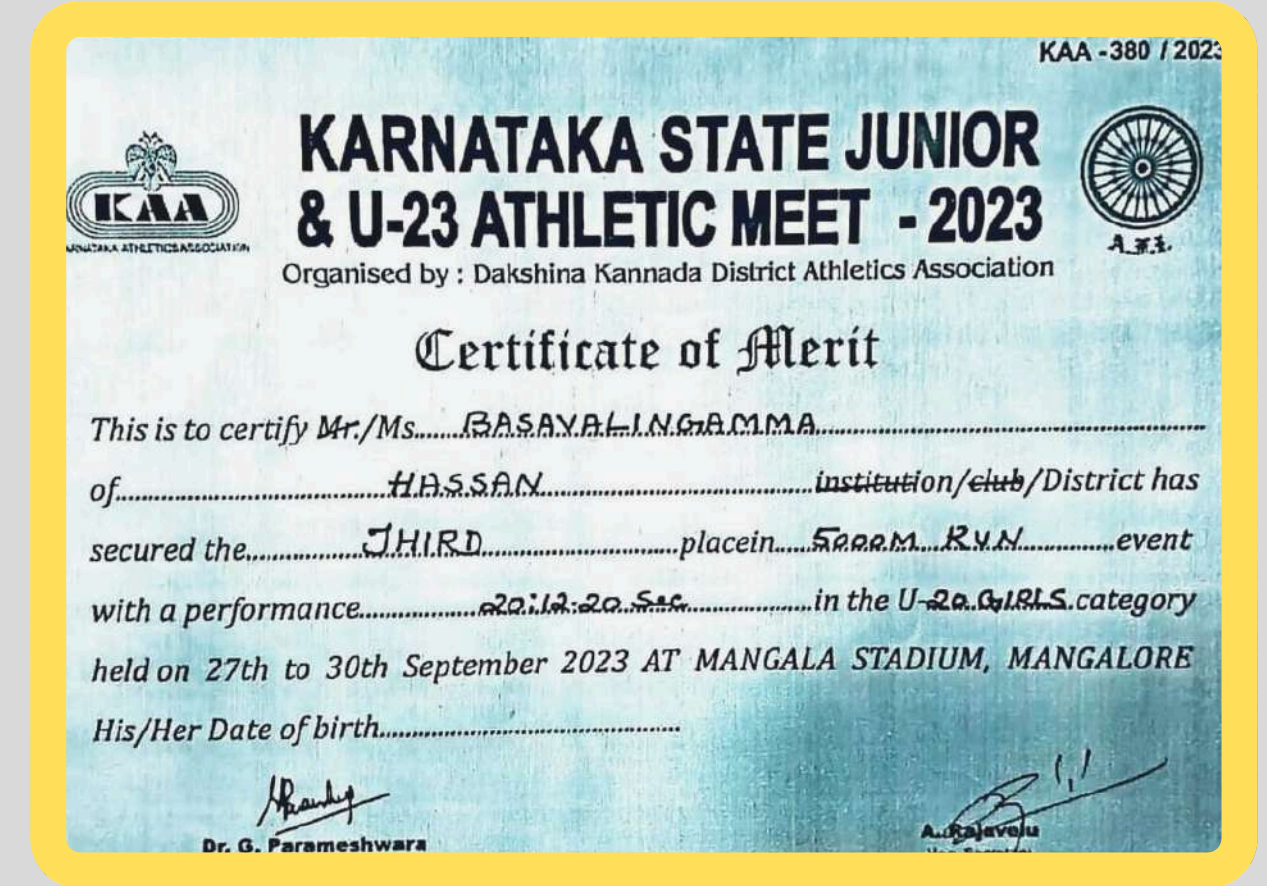 KAA - 380 / 2023
KARNATAKA STATE JUNIOR
& U-23 ATHLETIC MEET - 2023
KAA
KARNATAKA ATHLETICS ASSOCIATION
A.F.I.
Organised by : Dakshina Kannada District Athletics Association
Certificate of Merit
This is to certify Mr./Ms......BASAVALINGAMMA......
of......HASSAN......institution/club/District has
secured the......THIRD......placein.....5000M...RUN......event
with a performance......20:12.20.Sec......in the U-20.GIRLS.category
held on 27th to 30th September 2023 AT MANGALA STADIUM, MANGALORE
His/Her Date of birth......
Dr. G. Parameshwara
A. Rajavelu